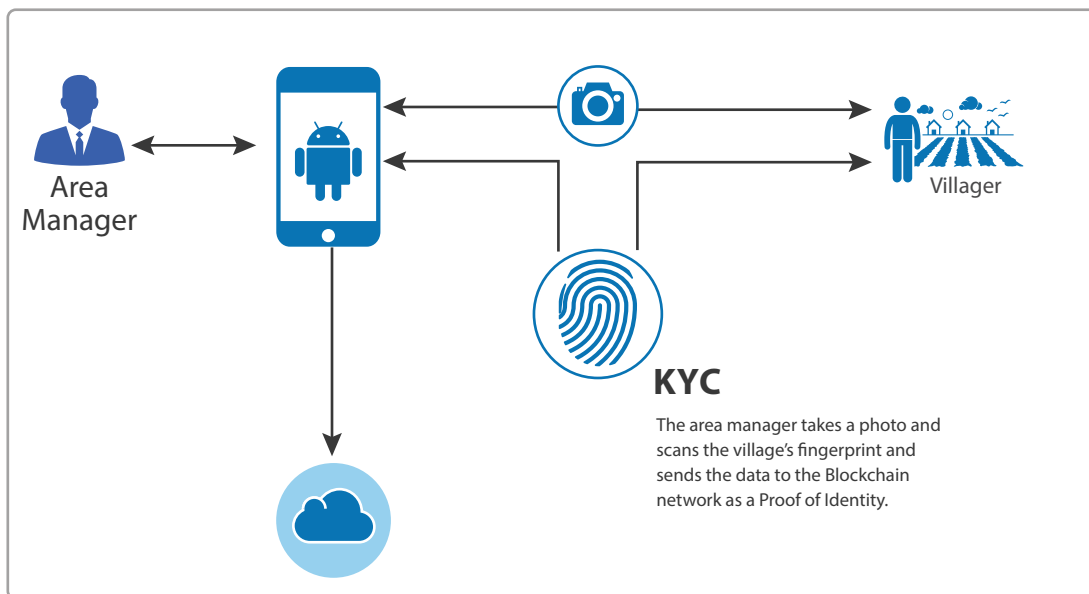 Area
Manager
Villager
KYC
The area manager takes a photo and
scans the village’s fingerprint and
sends the data to the Blockchain
network as a Proof of Identity.